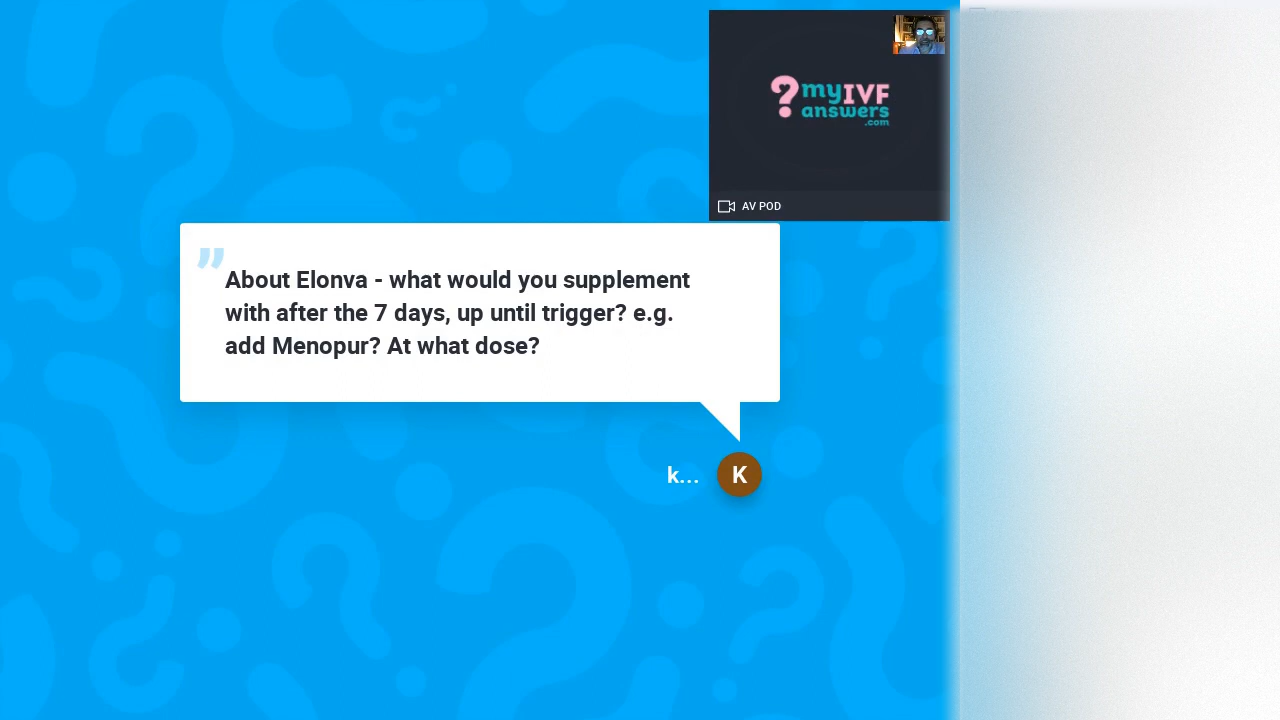 ?myIVF
answers
.com
AV POD
”
About Elonva - what would you supplement
with after the 7 days, up until trigger? e.g.
add Menopur? At what dose?
k...
K